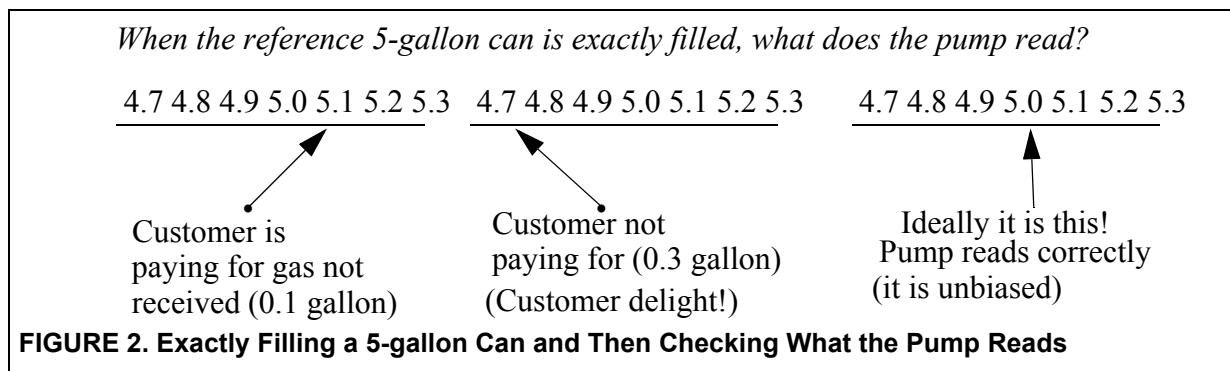 When the reference 5-gallon can is exactly filled, what does the pump read?
4.7 4.8 4.9 5.0 5.1 5.2 5.3
4.7 4.8 4.9 5.0 5.1 5.2 5.3
4.7 4.8 4.9 5.0 5.1 5.2 5.3
Customer is
paying for gas not
received (0.1 gallon)
Customer not
paying for (0.3 gallon)
(Customer delight!)
Ideally it is this!
Pump reads correctly
(it is unbiased)
FIGURE 2. Exactly Filling a 5-gallon Can and Then Checking What the Pump Reads